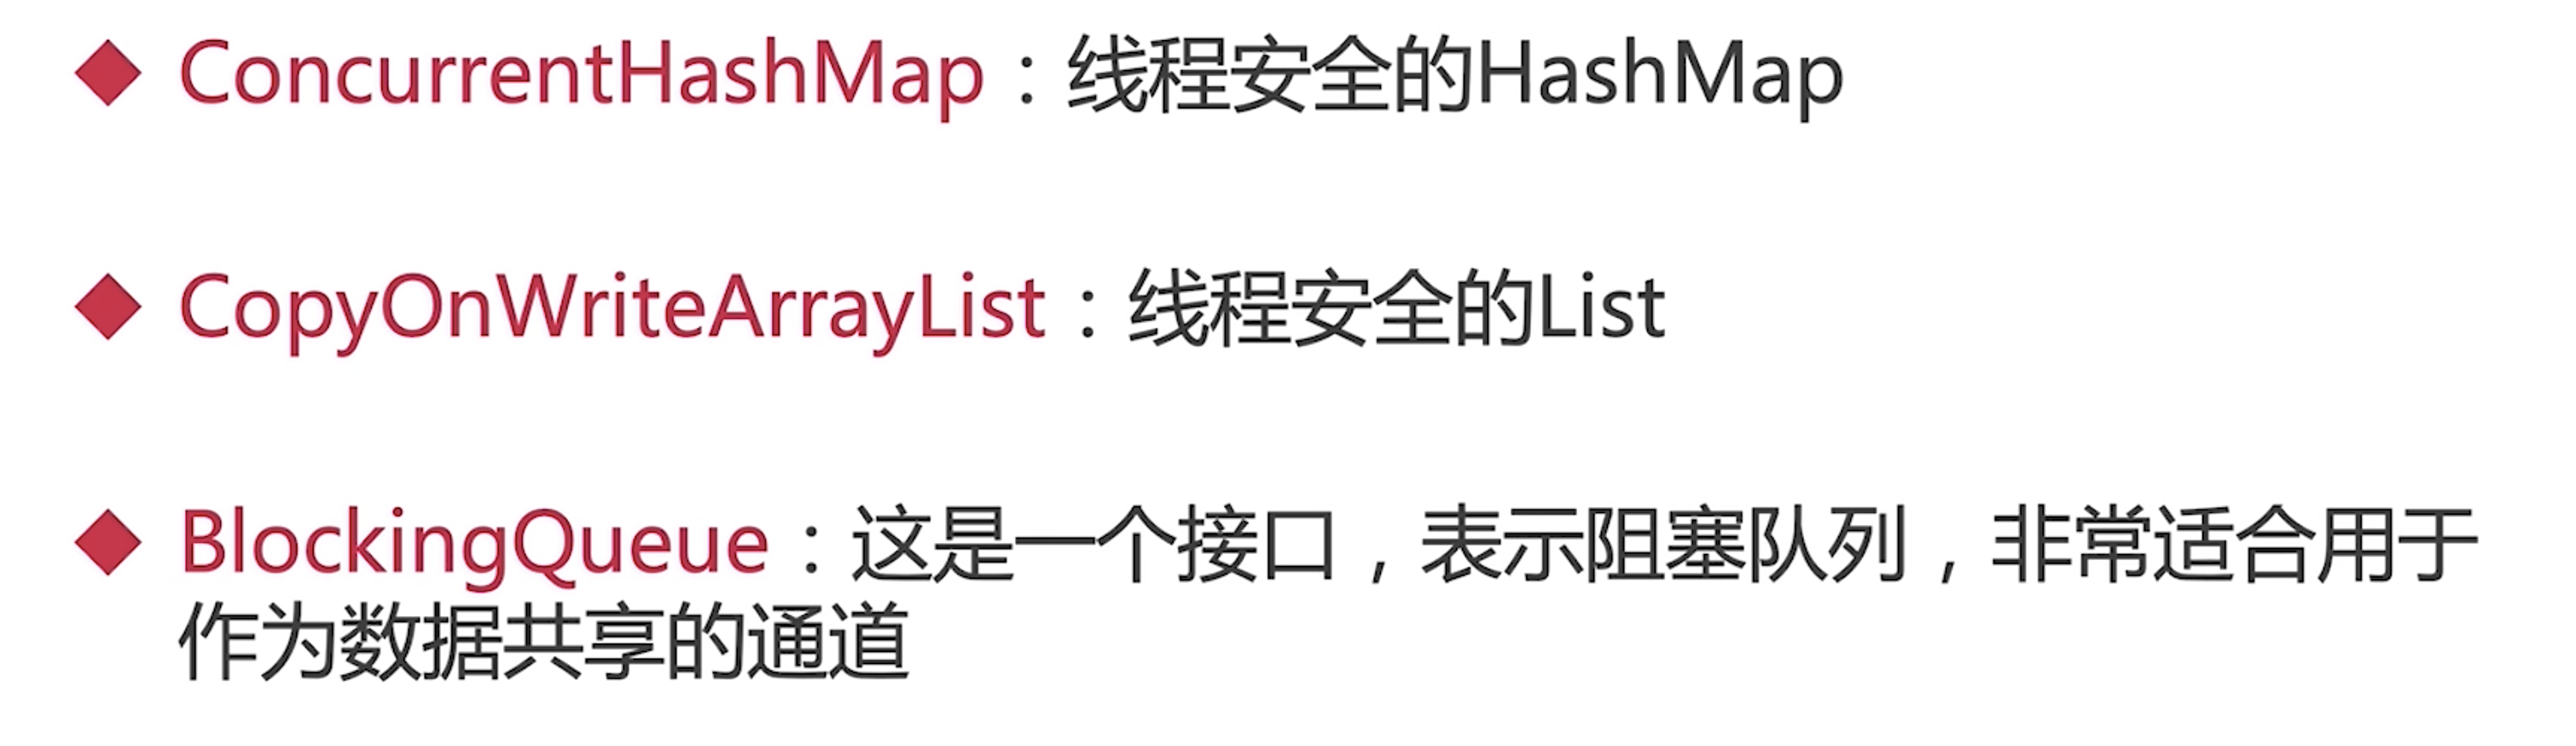 ◆ ConcurrentHashMap：线程安全的HashMap
◆ CopyOnWriteArrayList：线程安全的List
◆ BlockingQueue：这是一个接口，表示阻塞队列，非常适合用于
作为数据共享的通道